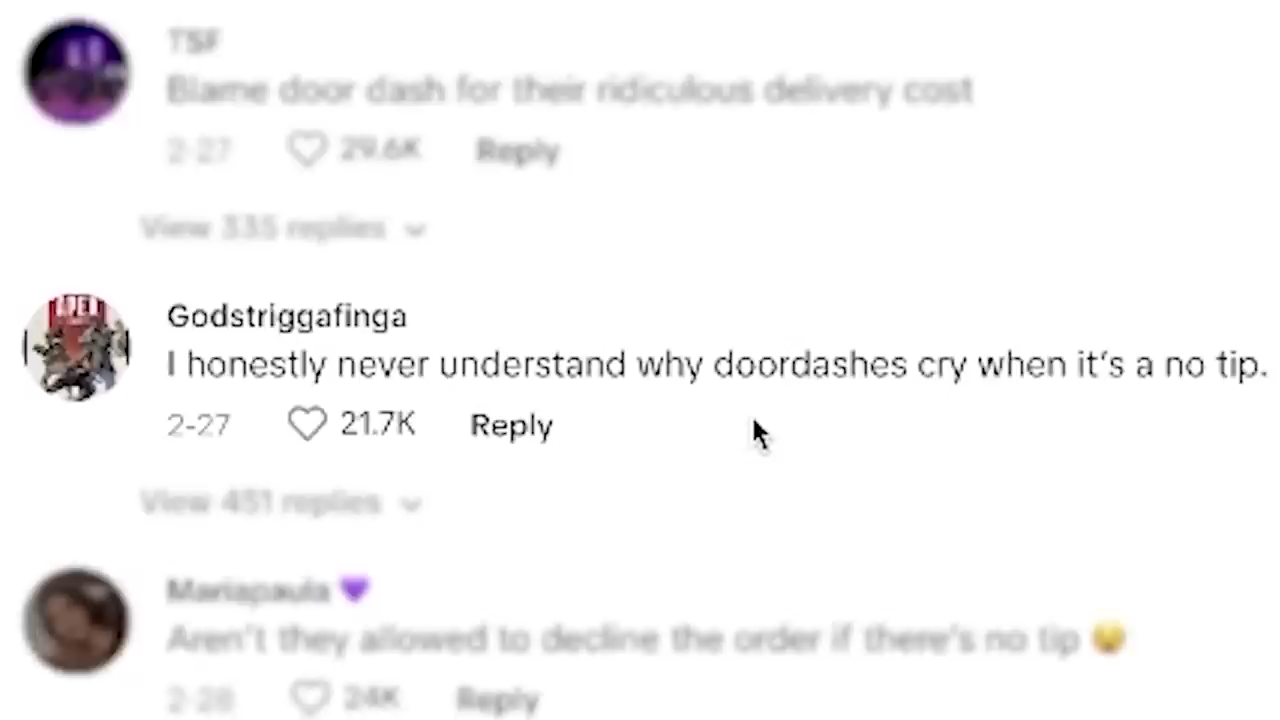 TSF
Blame door dash for their ridiculous delivery cost
2-27 29.6K Reply
View 335 replies
APEX
Godstriggafinga
I honestly never understand why doordashes cry when it's a no tip.
2-27 21.7K Reply
View 451 replies
Mariapaula 💜
Aren't they allowed to decline the order if there's no tip
2-28 24K Reply